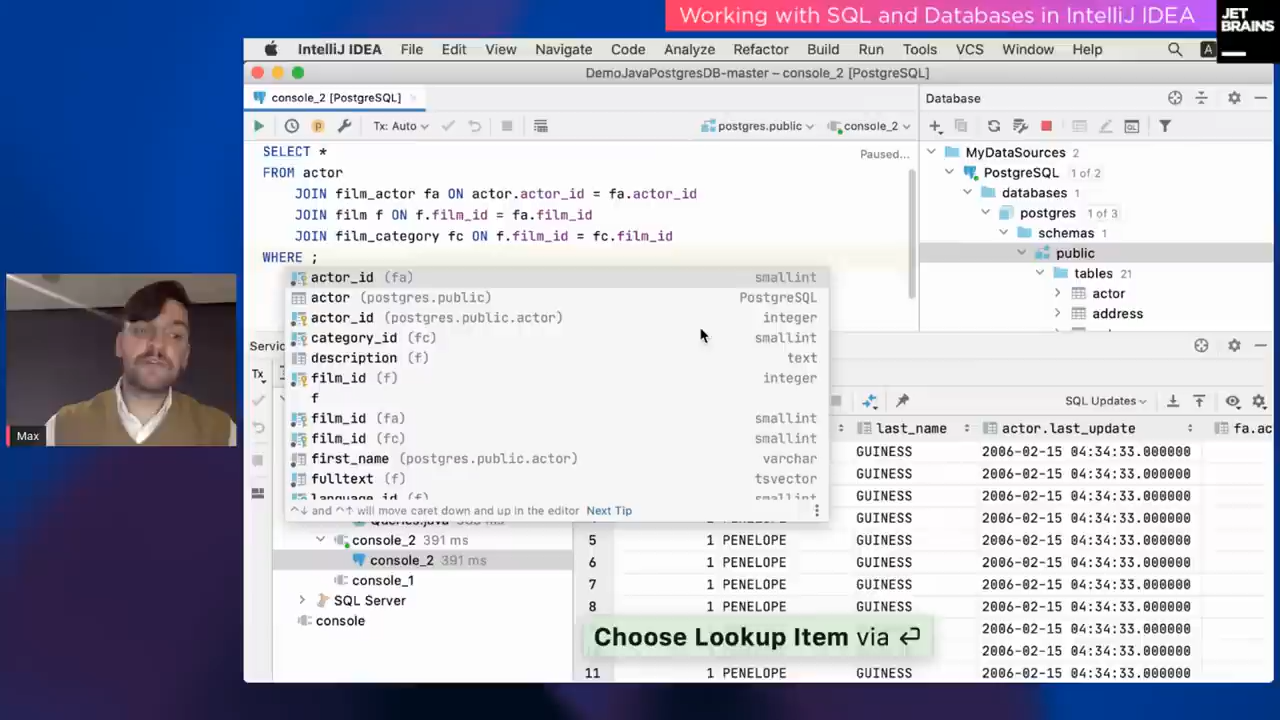 Working with SQL and Databases in IntelliJ IDEA
JET
BRAINS
IntelliJ IDEA File Edit View Navigate Code Analyze Refactor Build Run Tools VCS Window Help A
DemoJavaPostgresDB-master – console_2 [PostgreSQL]
console_2 [PostgreSQL]
Database
Tx: Auto
postgres.public
console_2
SELECT *
Paused...
FROM actor
JOIN film_actor fa ON actor.actor_id = fa.actor_id
JOIN film f ON f.film_id = fa.film_id
JOIN film_category fc ON f.film_id = fc.film_id
WHERE ;
MyDataSources 2
PostgreSQL 1 of 2
databases 1
postgres 1 of 3
schemas 1
public
tables 21
actor
address
actor_id (fa) smallint
actor (postgres.public) PostgreSQL
actor_id (postgres.public.actor) integer
category_id (fc) smallint
description (f) text
film_id (f) integer
f
film_id (fa) smallint
film_id (fc) smallint
first_name (postgres.public.actor) varchar
fulltext (f) tsvector
language_id (f) smallint
^↓ and ^↑ will move caret down and up in the editor Next Tip
Servi
Tx
Queries.java
console_2 391 ms
console_2 391 ms
console_1
SQL Server
console
SQL Updates
last_name actor.last_update fa.ac
GUINESS 2006-02-15 04:34:33.000000
GUINESS 2006-02-15 04:34:33.000000
GUINESS 2006-02-15 04:34:33.000000
GUINESS 2006-02-15 04:34:33.000000
5 1 PENELOPE GUINESS 2006-02-15 04:34:33.000000
6 1 PENELOPE GUINESS 2006-02-15 04:34:33.000000
7 1 PENELOPE GUINESS 2006-02-15 04:34:33.000000
8 1 PENELOPE GUINESS 2006-02-15 04:34:33.000000
2006-02-15 04:34:33.000000
2006-02-15 04:34:33.000000
11 1 PENELOPE GUINESS 2006-02-15 04:34:33.000000
Choose Lookup Item via ⏎
Max